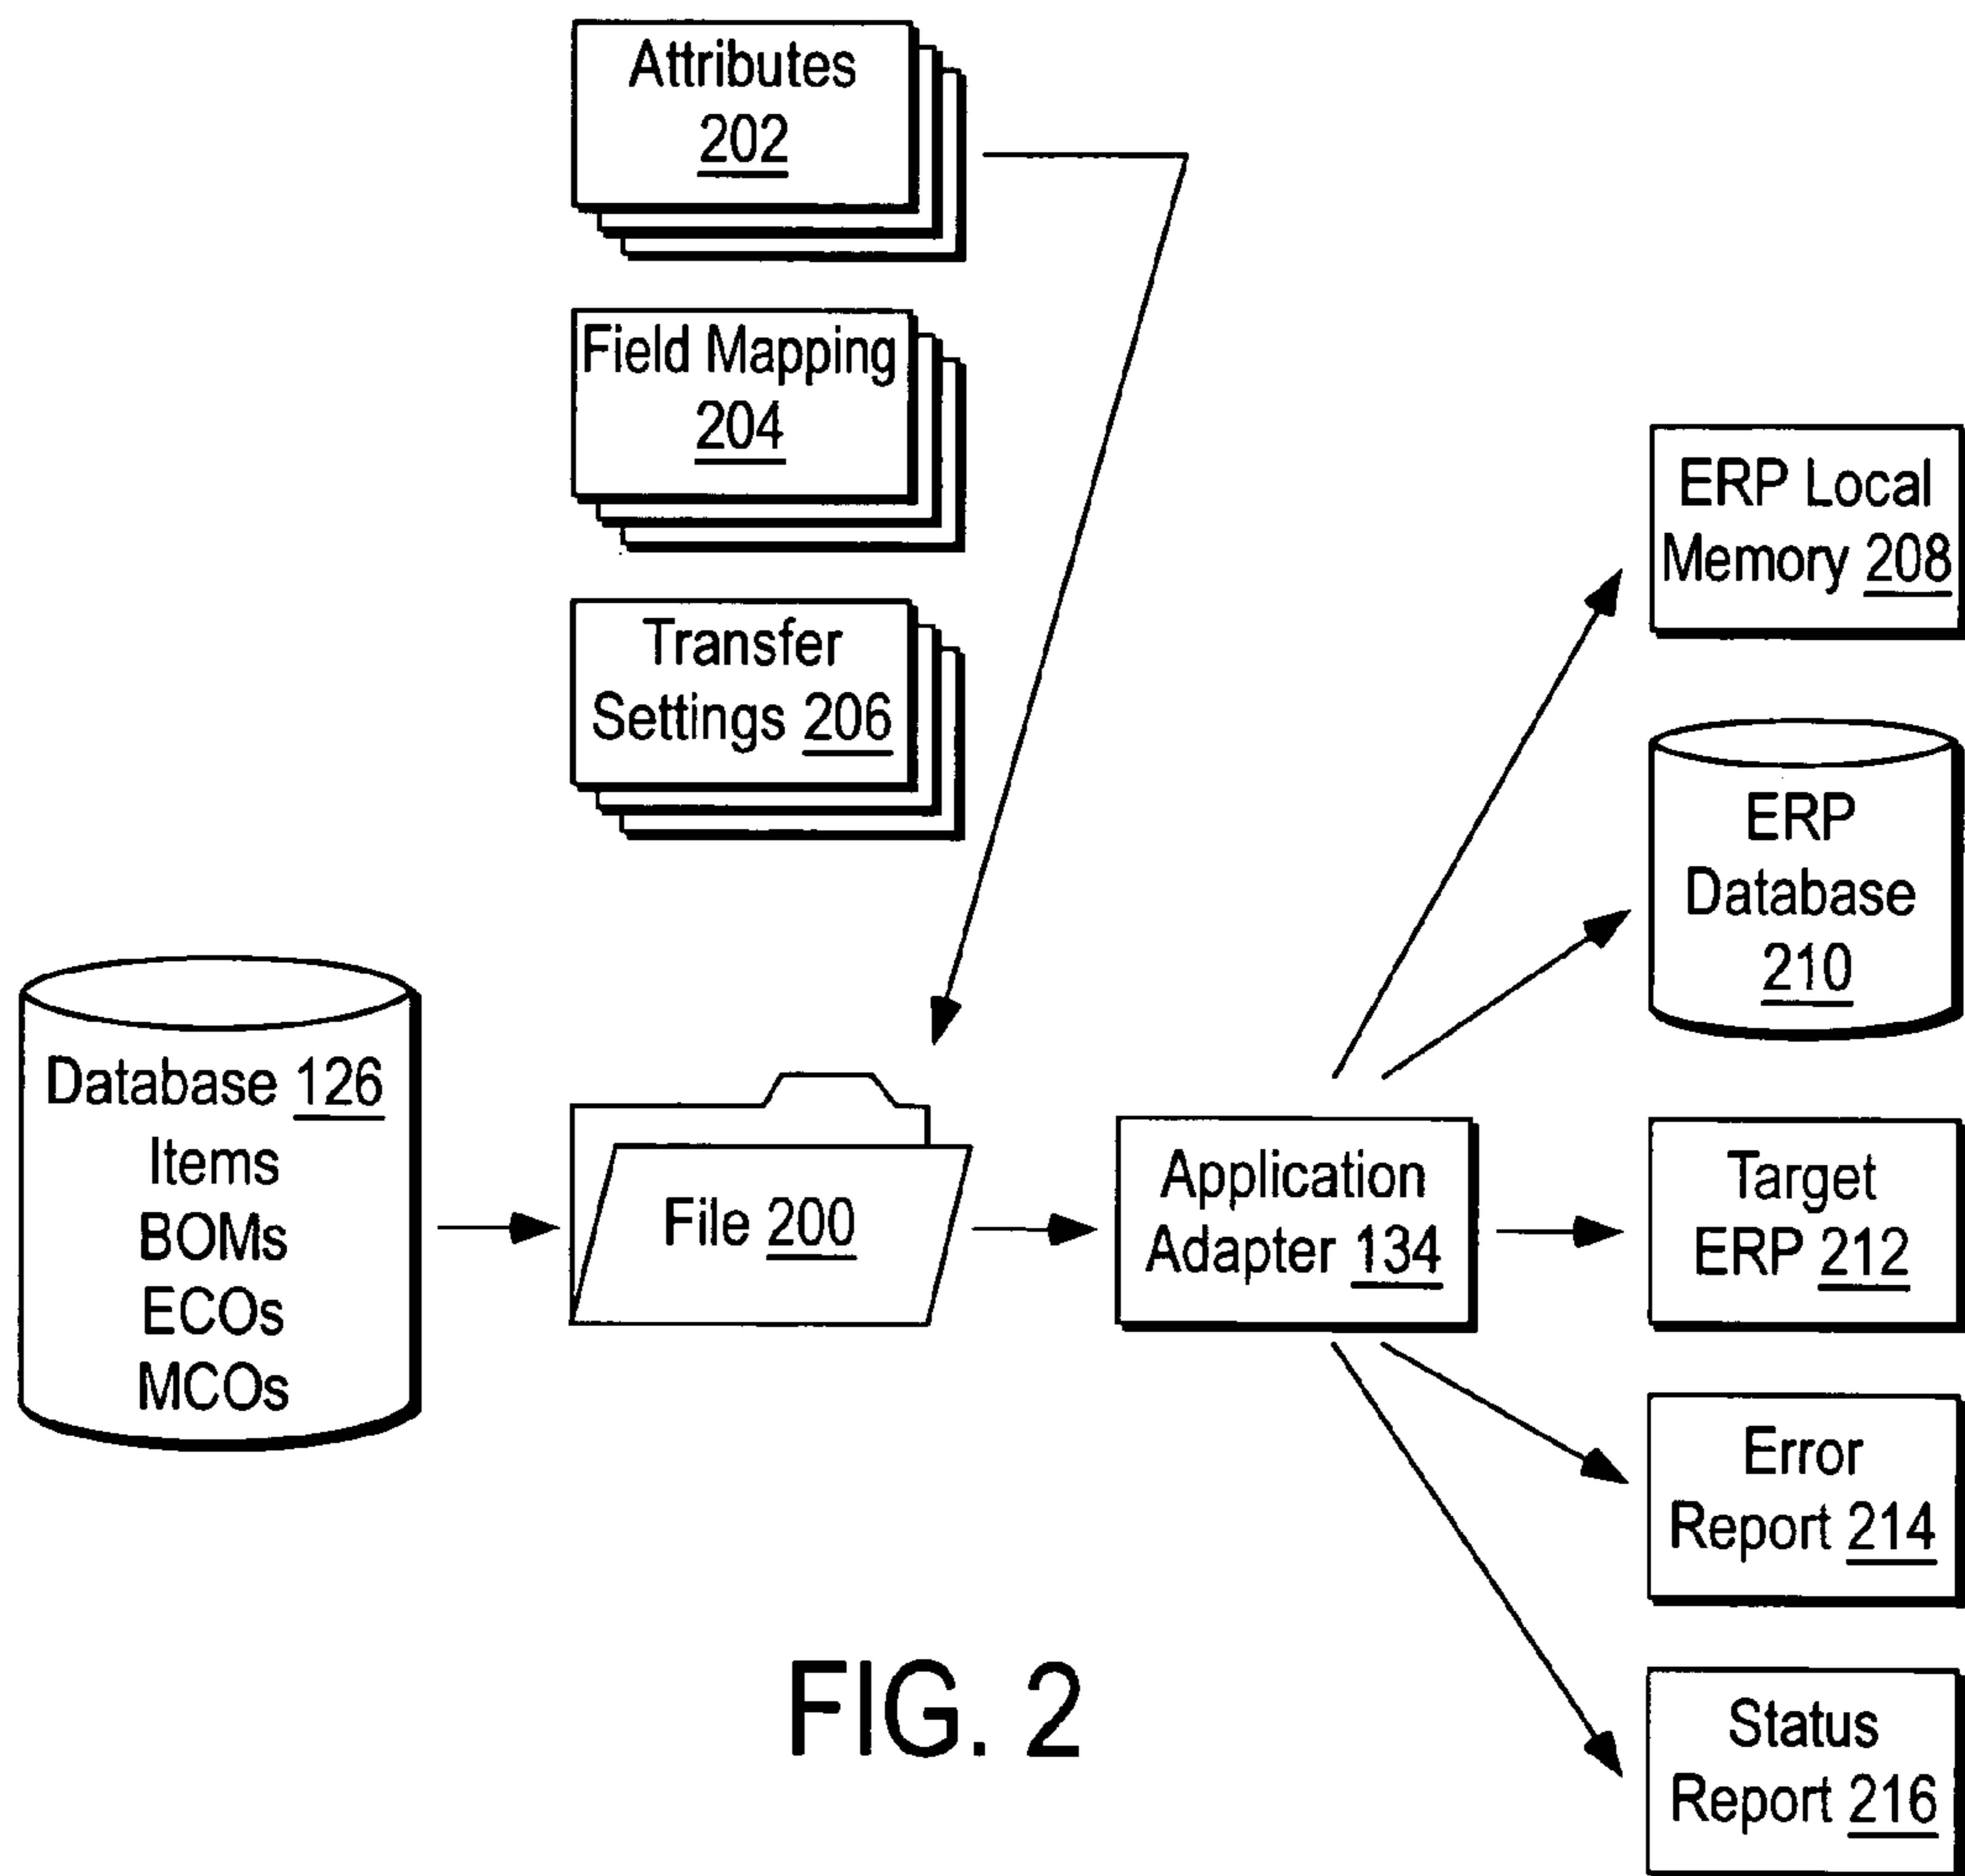 Attributes
202
Field Mapping
204
Transfer
Settings 206
ERP Local
Memory 208
ERP
Database
210
Database 126
Items
BOMs
ECOs
MCOs
File 200
Application
Adapter 134
Target
ERP 212
Error
Report 214
Status
Report 216
FIG. 2